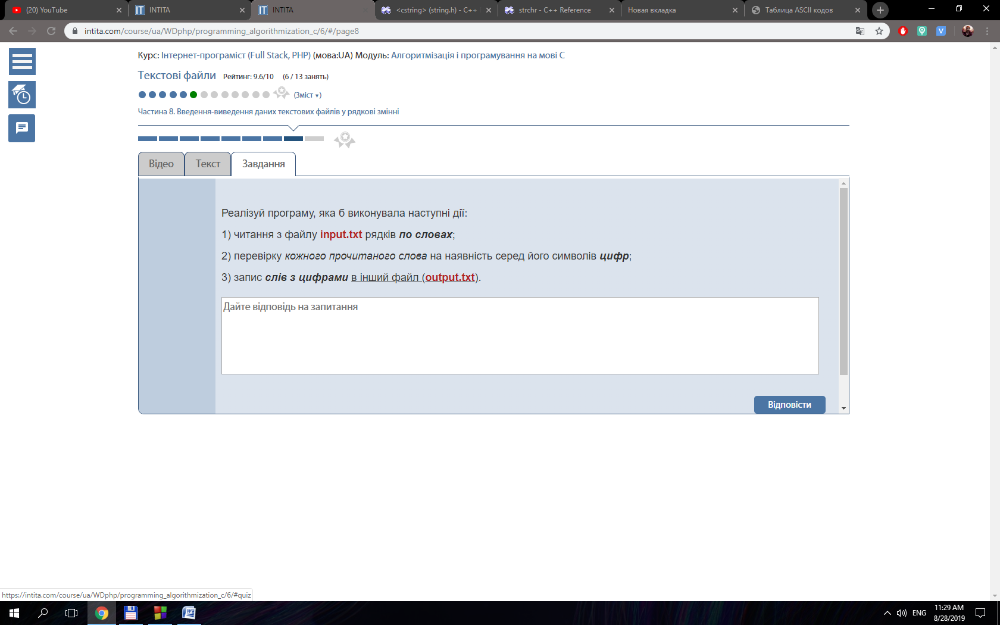 (20) YouTube
INTITA
INTITA
<cstring> (string.h) - C++
strchr - C++ Reference
Новая вкладка
Таблица ASCII кодов
intita.com/course/ua/WDphp/programming_algorithmization_c/6/#/page8
Курс: Інтернет-програміст (Full Stack, PHP) (мова:UA) Модуль: Алгоритмізація і програмування на мові C
Текстові файли Рейтинг: 9.6/10 (6 / 13 занять)
(Зміст ▾)
Частина 8. Введення-виведення даних текстових файлів у рядкові змінні
Відео
Текст
Завдання
Реалізуй програму, яка б виконувала наступні дії:
1) читання з файлу input.txt рядків по словах;
2) перевірку кожного прочитаного слова на наявність серед його символів цифр;
3) запис слів з цифрами в інший файл (output.txt).
Дайте відповідь на запитання
Відповісти
https://intita.com/course/ua/WDphp/programming_algorithmization_c/6/#quiz
ENG
11:29 AM
8/28/2019